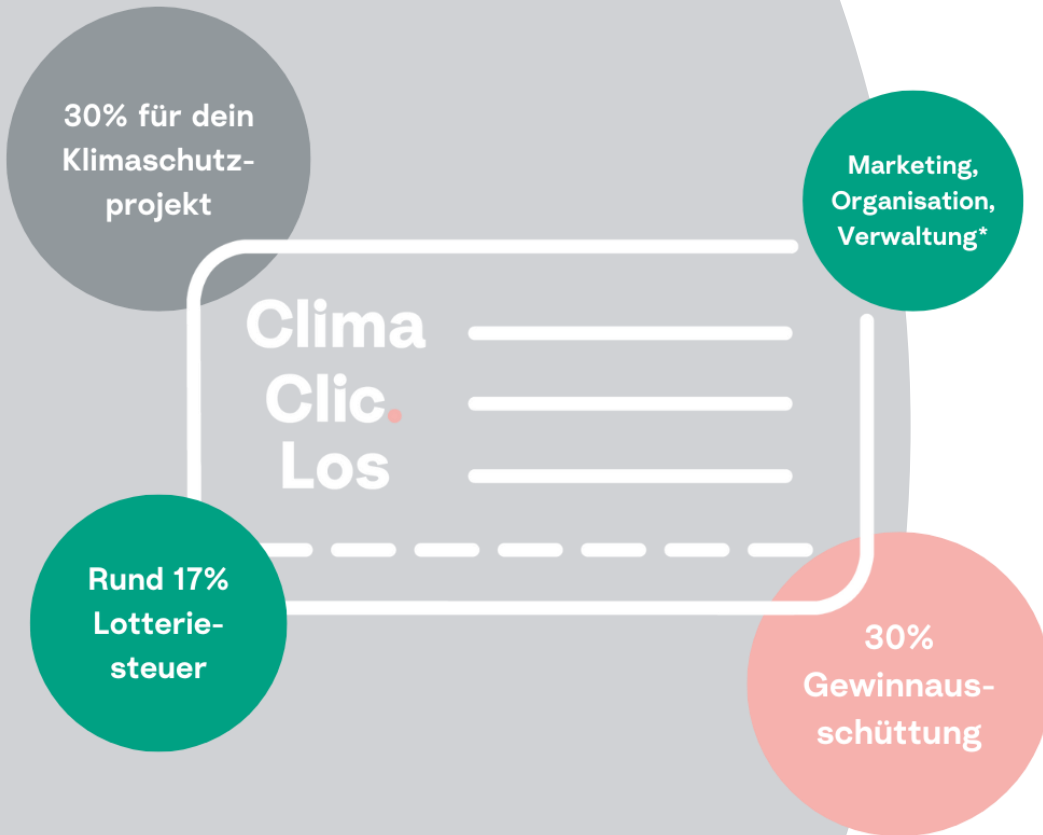 30% für dein
Klimaschutz-
projekt
Marketing,
Organisation,
Verwaltung*
Clima
Clic.
Los
Rund 17%
Lotterie-
steuer
30%
Gewinnaus-
schüttung